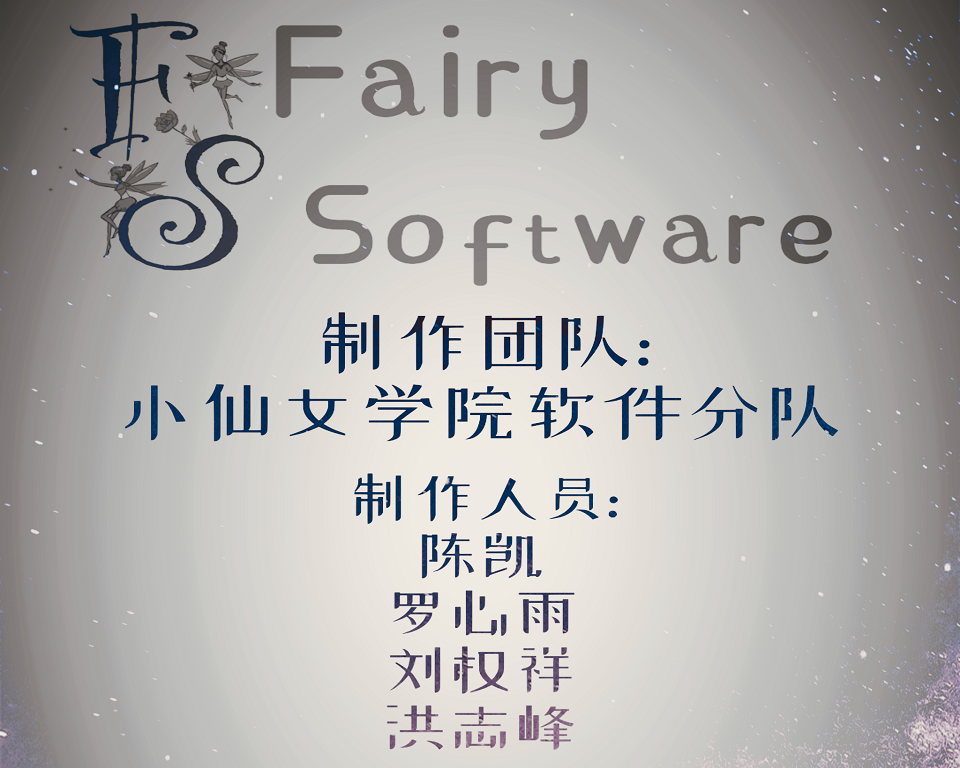 FS
Fairy
Software
制作团队:
小仙女学院软件分队
制作人员:
陈凯
罗心雨
刘权祥
洪志峰